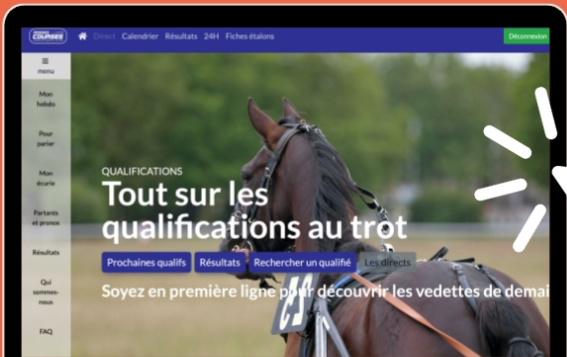 COURSES
Direct Calendrier Résultats 24H Fiches étalons
Déconnexion
menu
Mon
hebdo
Pour
parier
Mon
écurie
Partants
et pronos
Résultats
Qui
sommes-
nous
FAQ
QUALIFICATIONS
Tout sur les
qualifications au trot
Prochaines qualifs Résultats Rechercher un qualifié Les directs
Soyez en première ligne pour découvrir les vedettes de demai